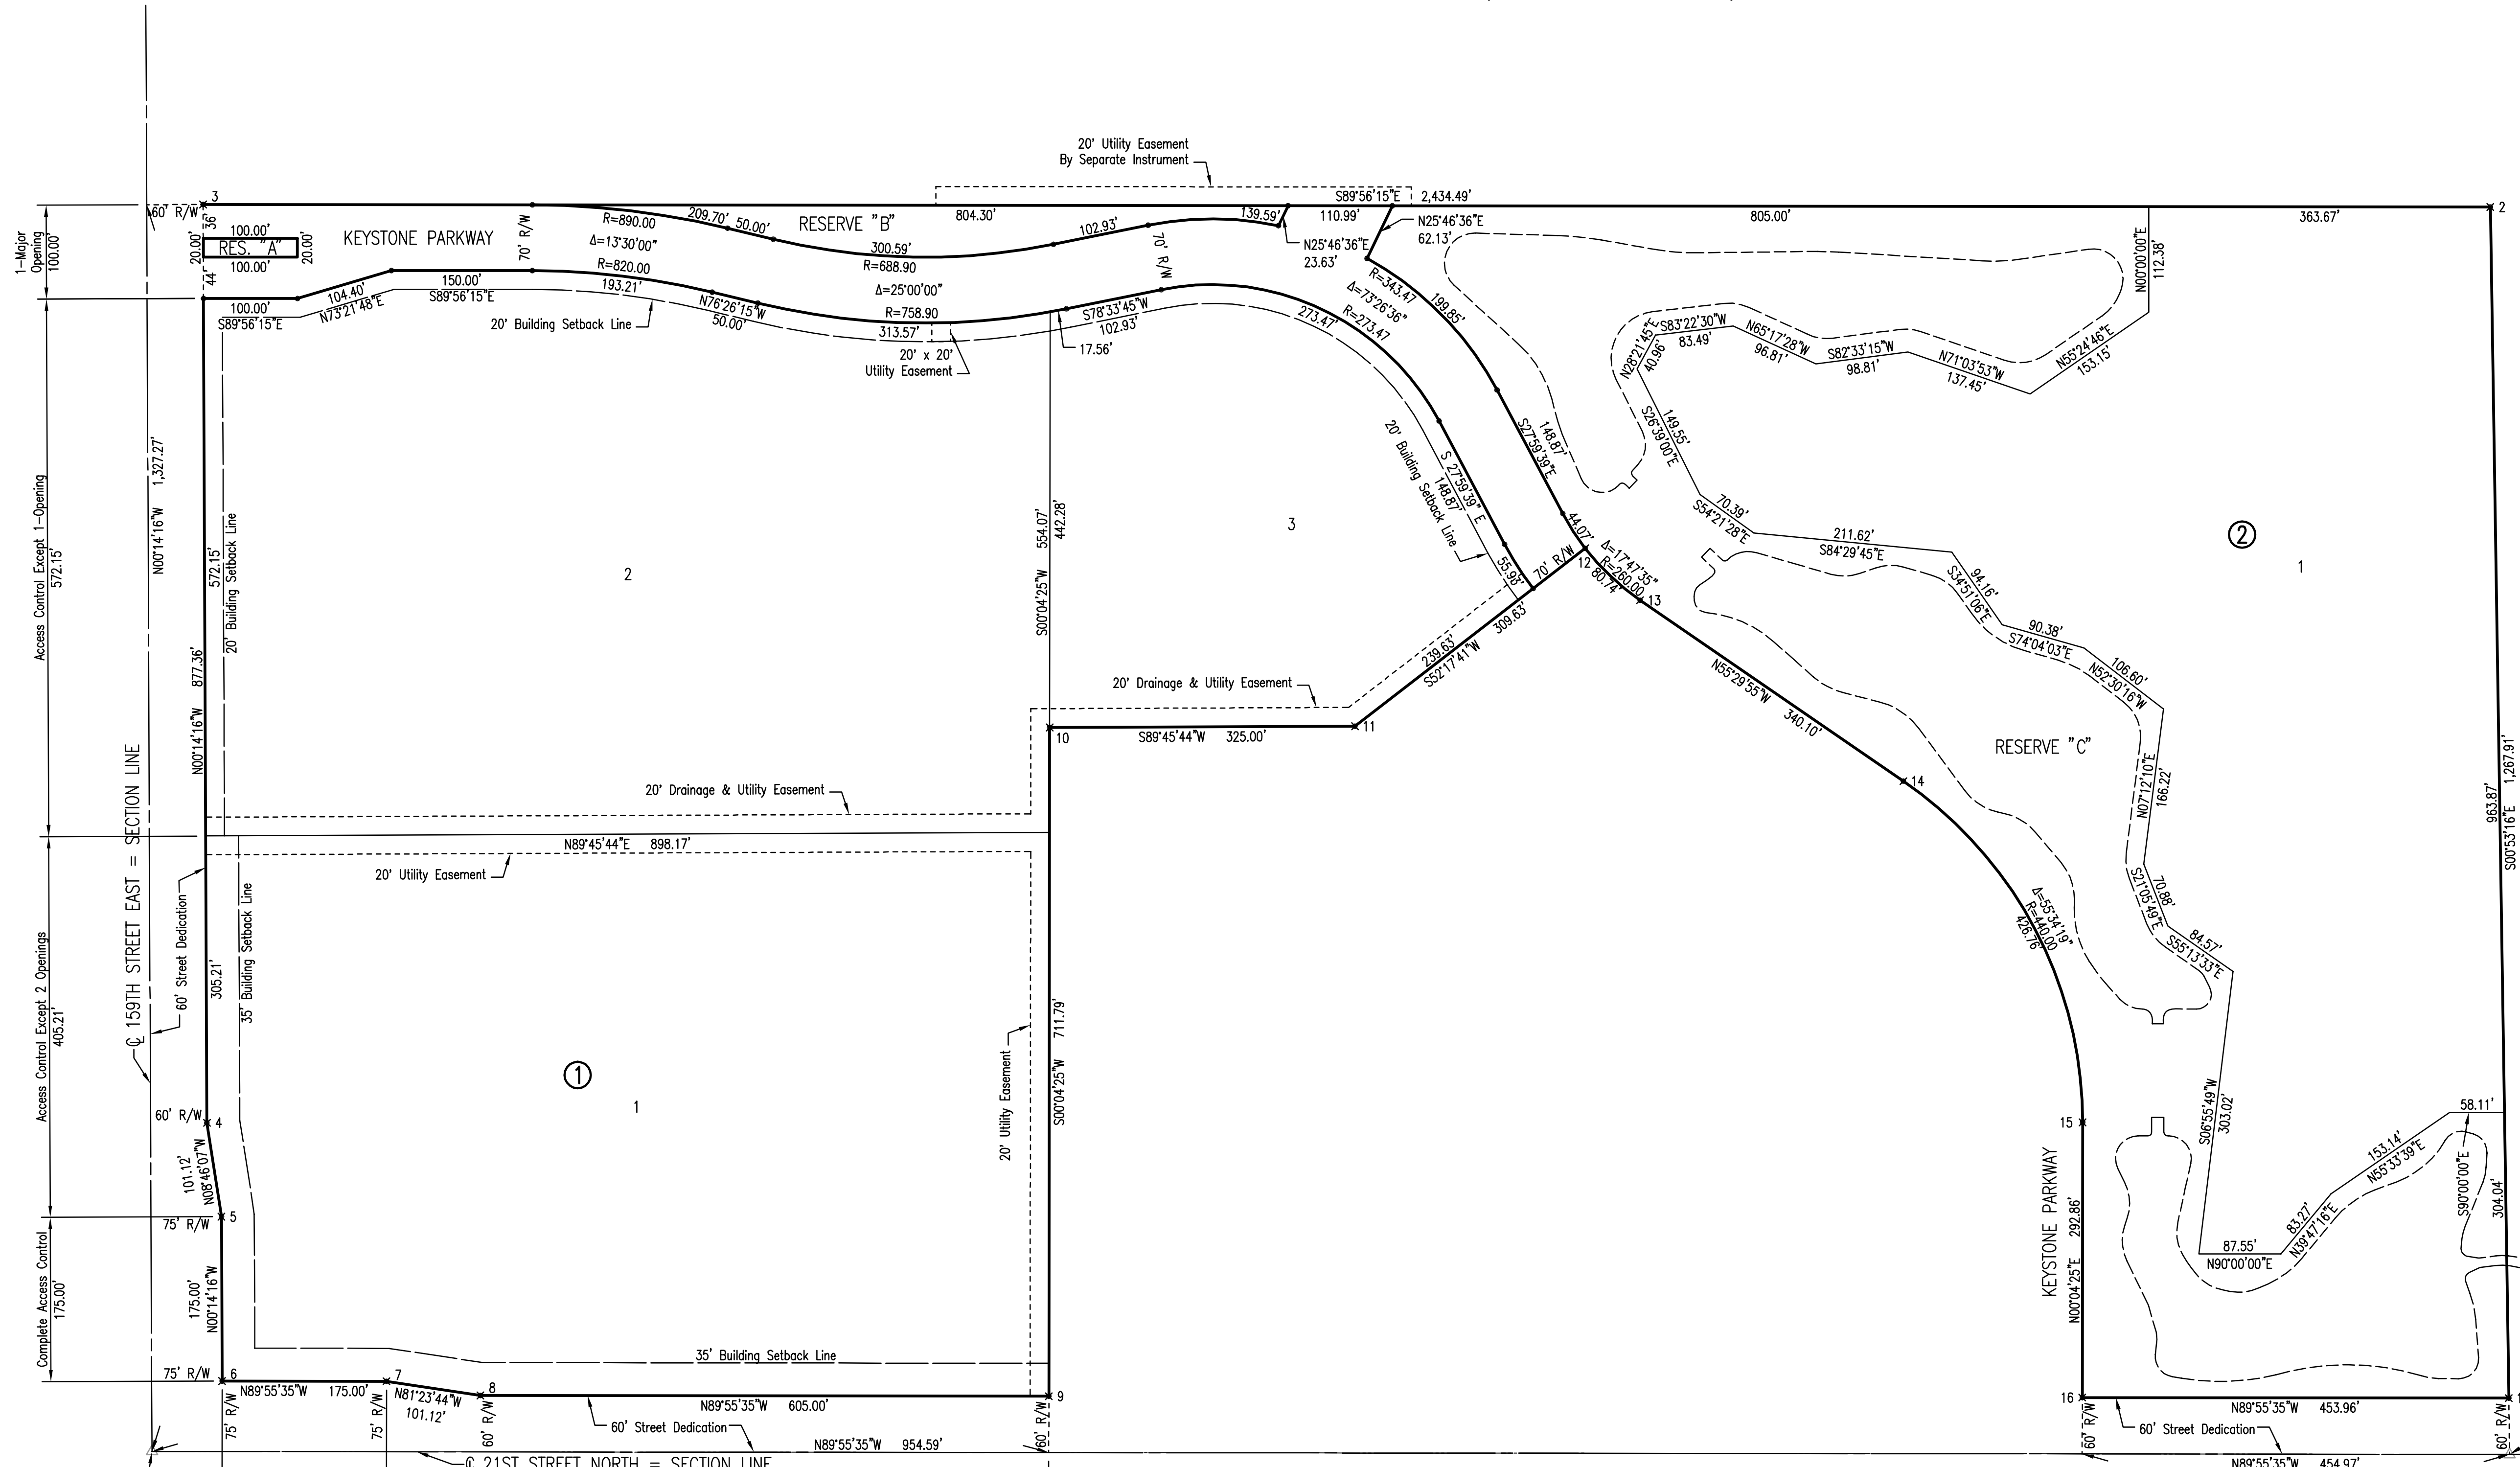 20' Utility Easement
By Separate Instrument
S89°56'15"E 2,434.49'
3
2
60' R/W
36'
1-Major
Opening
100.00'
20.00'
100.00'
RES. "A"
20.00'
100.00'
44'
KEYSTONE PARKWAY
70' R/W
209.70'
R=890.00
Δ=13°30'00"
R=820.00
193.21'
50.00'
RESERVE "B"
804.30'
102.93'
139.59'
110.99'
805.00'
363.67'
300.59'
R=688.90
Δ=25°00'00"
R=758.90
313.57'
70' R/W
N25°46'36"E
23.63'
N25°46'36"E
62.13'
N00°00'00"E
112.38'
100.00'
S89°56'15"E
104.40'
N73°21'48"E
150.00'
S89°56'15"E
20' Building Setback Line
N76°26'15"W
50.00'
20' x 20'
Utility Easement
S78°33'45"W
102.93'
17.56'
273.47'
R=343.47
Δ=73°26'36"
R=273.47
199.85'
N28°21'45"E
40.96'
S83°22'30"W
83.49'
N65°17'28"W
96.81'
S82°33'15"W
98.81'
N71°03'53"W
137.45'
N55°24'46"E
153.15'
149.55'
S26°39'00"E
70.39'
S54°21'28"E
211.62'
S84°29'45"E
94.16'
S34°51'06"E
90.38'
S74°04'03"E
106.60'
N52°30'16"W
N07°12'10"E
166.22'
70.88'
S21°05'49"E
84.57'
S55°13'33"E
S06°55'49"W
303.02'
87.55'
N90°00'00"E
83.27'
N39°47'16"E
153.14'
N55°33'39"E
58.11'
S90°00'00"E
304.04'
963.87'
S00°53'16"E 1,267.91'
2
1
RESERVE "C"
148.87'
S27°59'39"E
S 27°59'39" E
148.87'
20' Building Setback Line
44.07'
55.93'
70' R/W
12
Δ=17°47'35"
R=260.00
80.74'
13
N55°29'55"W 340.10'
14
Δ=55°34'19"
R=440.00
426.76'
15
KEYSTONE PARKWAY
N00°04'25"E 292.86'
16
N89°55'35"W 453.96'
60' R/W
60' Street Dedication
60' R/W
N89°55'35"W 454.97'
1
239.63'
309.63'
S52°17'41"W
11
20' Drainage & Utility Easement
S89°45'44"W 325.00'
10
3
S00°04'25"W 554.07'
442.28'
2
N00°14'16"W 1,327.27'
Access Control Except 1-Opening
572.15'
572.15'
20' Building Setback Line
N00°14'16"W 877.36'
20' Drainage & Utility Easement
N89°45'44"E 898.17'
20' Utility Easement
60' Street Dedication
℄ 159TH STREET EAST = SECTION LINE
305.21'
35' Building Setback Line
Access Control Except 2 Openings
405.21'
60' R/W
4
101.12'
N08°46'07"W
5
75' R/W
Complete Access Control
175.00'
175.00'
N00°14'16"W
75' R/W
6
1
1
20' Utility Easement
S00°04'25"W 711.79'
35' Building Setback Line
7
N89°55'35"W 175.00'
N81°23'44"W
101.12'
8
N89°55'35"W 605.00'
9
75' R/W
75' R/W
60' R/W
60' Street Dedication
60' R/W
N89°55'35"W 954.59'
℄ 21ST STREET NORTH = SECTION LINE